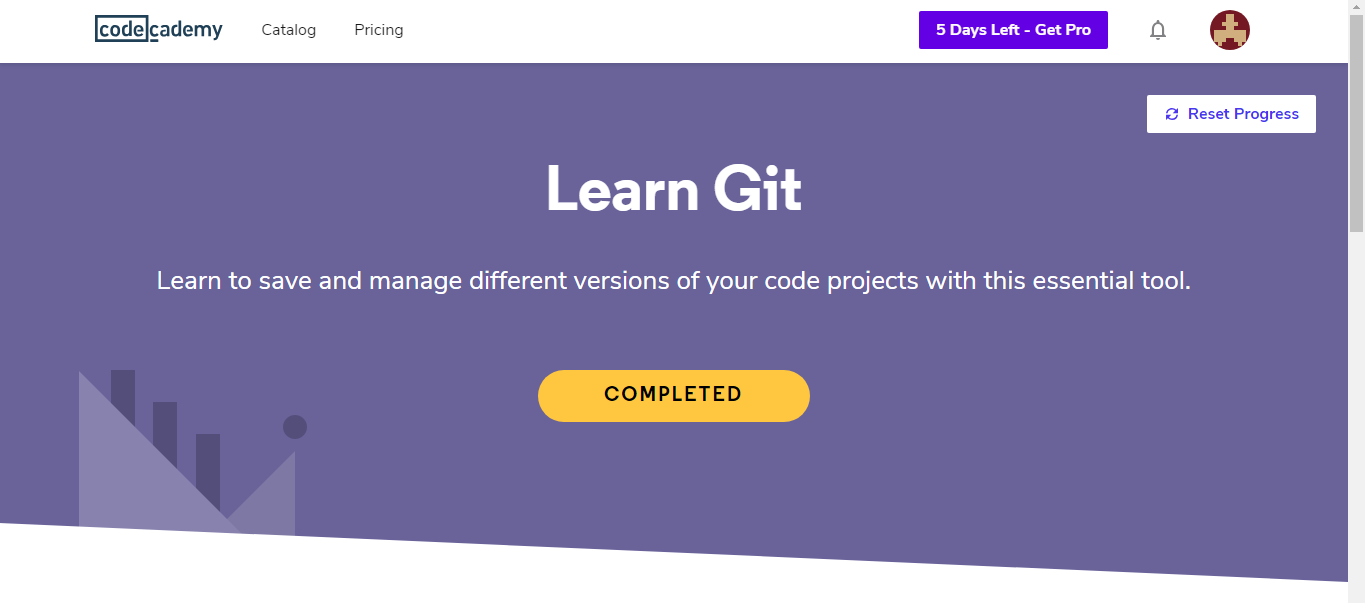 codecademy
Catalog
Pricing
5 Days Left - Get Pro
Reset Progress
Learn Git
Learn to save and manage different versions of your code projects with this essential tool.
COMPLETED